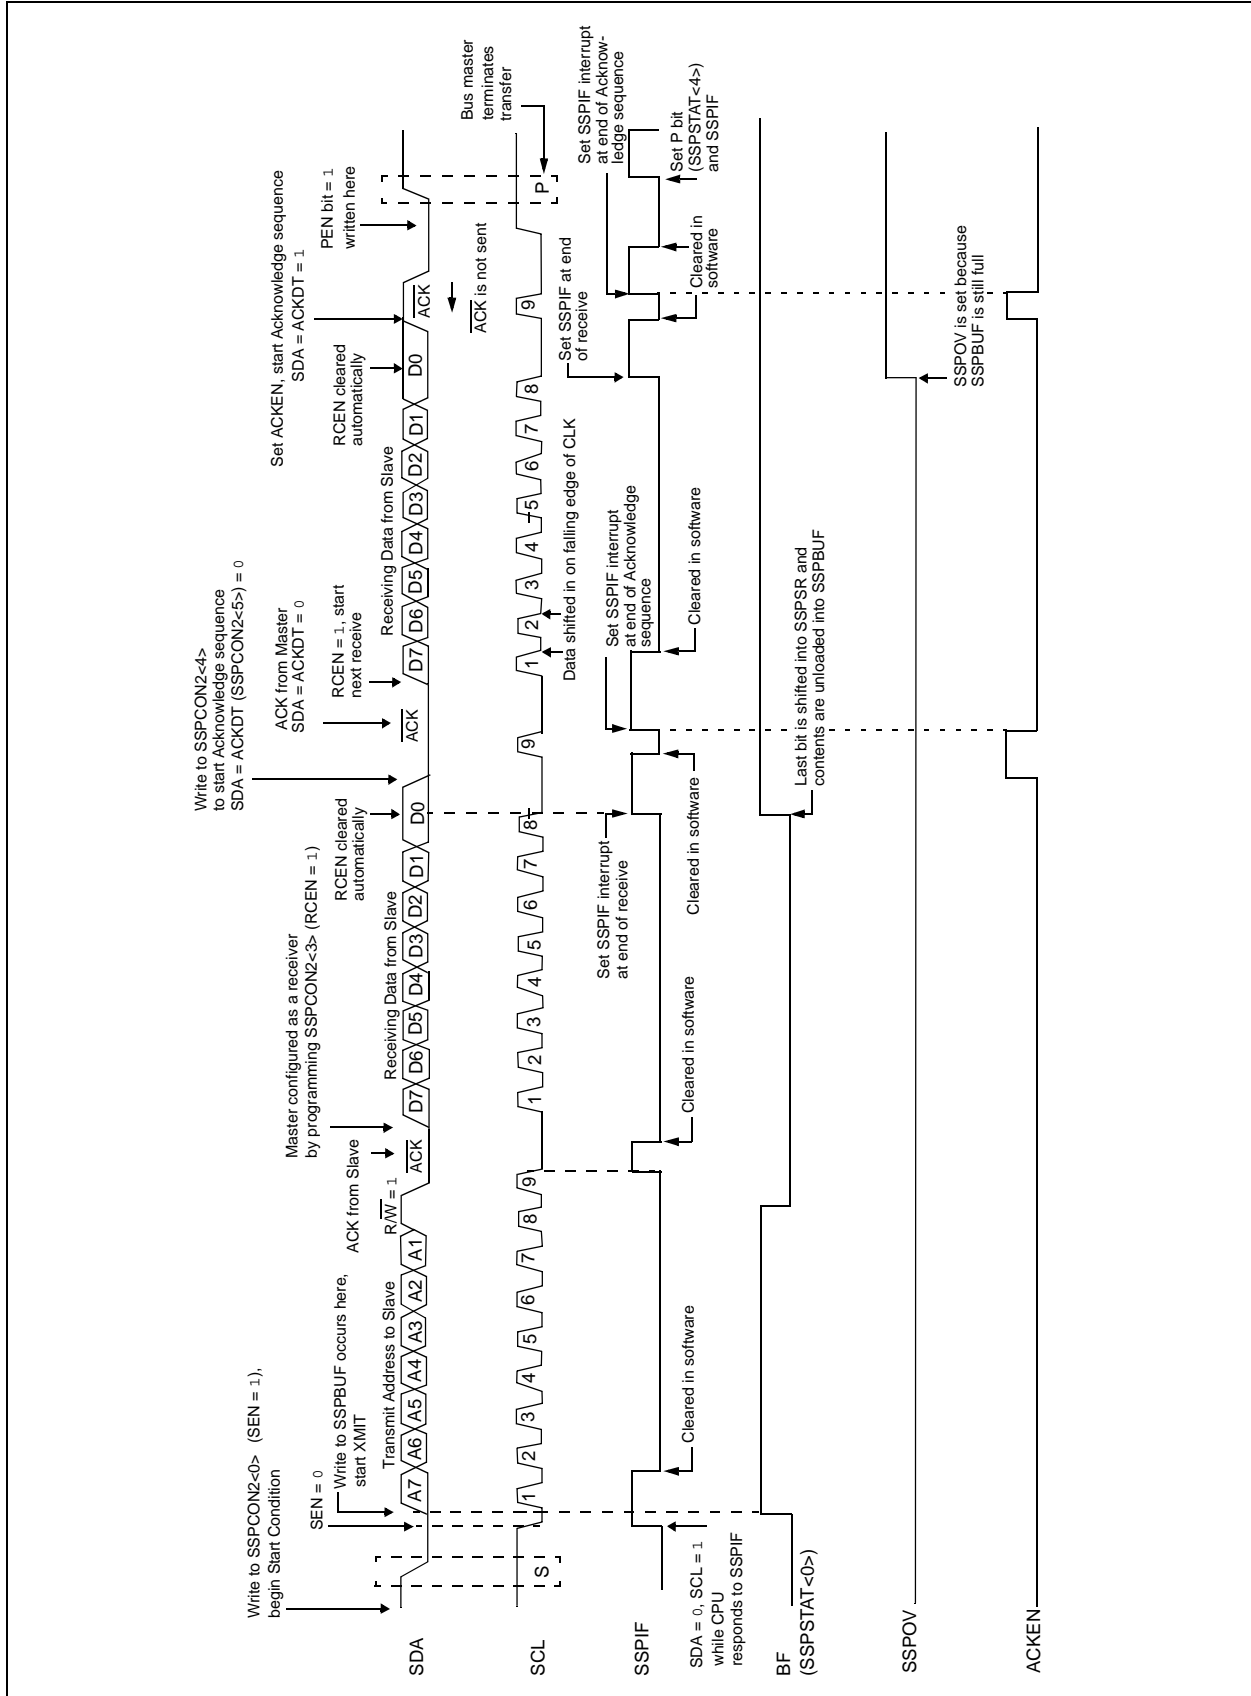 Write to SSPCON2<0> (SEN = 1),
begin Start Condition
SEN = 0
Write to SSPBUF occurs here,
start XMIT
Transmit Address to Slave
R/W = 1
ACK from Slave
Master configured as a receiver
by programming SSPCON2<3> (RCEN = 1)
Receiving Data from Slave
RCEN cleared
automatically
Write to SSPCON2<4>
to start Acknowledge sequence
SDA = ACKDT (SSPCON2<5>) = 0
ACK from Master
SDA = ACKDT = 0
RCEN = 1, start
next receive
Receiving Data from Slave
RCEN cleared
automatically
Set ACKEN, start Acknowledge sequence
SDA = ACKDT = 1
PEN bit = 1
written here
SDA
A7 A6 A5 A4 A3 A2 A1
ACK
D7 D6 D5 D4 D3 D2 D1 D0
ACK
D7 D6 D5 D4 D3 D2 D1 D0
ACK
ACK is not sent
Bus master
terminates
transfer
SCL
S
1 2 3 4 5 6 7 8 9
1 2 3 4 5 6 7 8 9
1 2 3 4 5 6 7 8 9
P
Data shifted in on falling edge of CLK
Set SSPIF at end
of receive
Set SSPIF interrupt
at end of Acknow-
ledge sequence
Set SSPIF interrupt
at end of receive
Set SSPIF interrupt
at end of Acknowledge
sequence
SSPIF
SDA = 0, SCL = 1
while CPU
responds to SSPIF
Cleared in software
Cleared in software
Cleared in software
Cleared in software
Cleared in
software
Set P bit
(SSPSTAT<4>)
and SSPIF
BF
(SSPSTAT<0>)
Last bit is shifted into SSPSR and
contents are unloaded into SSPBUF
SSPOV
SSPOV is set because
SSPBUF is still full
ACKEN